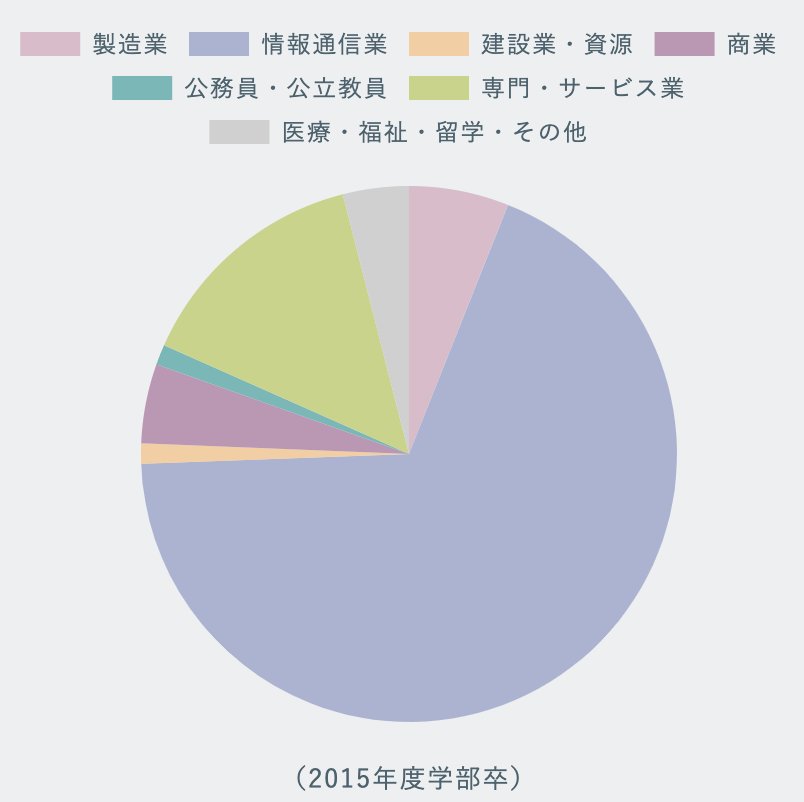 製造業 情報通信業 建設業・資源 商業
公務員・公立教員 専門・サービス業
医療・福祉・留学・その他
（2015年度学部卒）